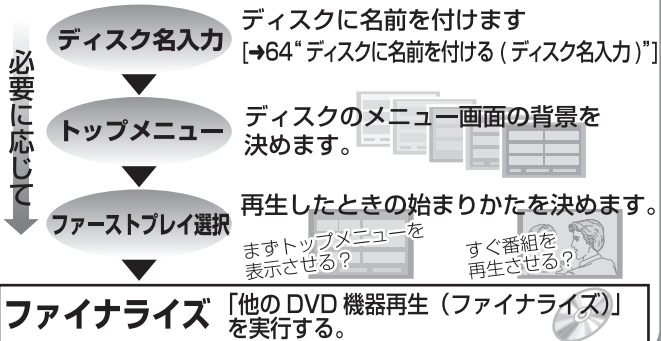 必要に応じて
ディスク名入力
ディスクに名前を付けます
[➜64“ディスクに名前を付ける(ディスク名入力)”]
トップメニュー
ディスクのメニュー画面の背景を
決めます。
ファーストプレイ選択
再生したときの始まりかたを決めます。
まずトップメニューを
表示させる?
すぐ番組を
再生させる?
ファイナライズ
「他の DVD 機器再生(ファイナライズ)」
を実行する。